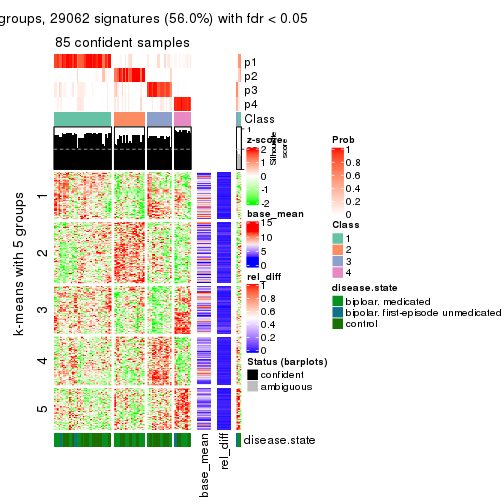 groups, 29062 signatures (56.0%) with fdr < 0.05
85 confident samples
p1
p2
p3
p4
Class
1
Silhouette
score
z-score
2
1
0
-1
-2
base_mean
15
10
5
0
rel_diff
1
0.8
0.6
0.4
0.2
0
Status (barplots)
confident
ambiguous
Prob
1
0.8
0.6
0.4
0.2
0
Class
1
2
3
4
disease.state
biploar. medicated
bipolar. first-episode unmedicated
control
k-means with 5 groups
1
2
3
4
5
disease.state
base_mean
rel_diff